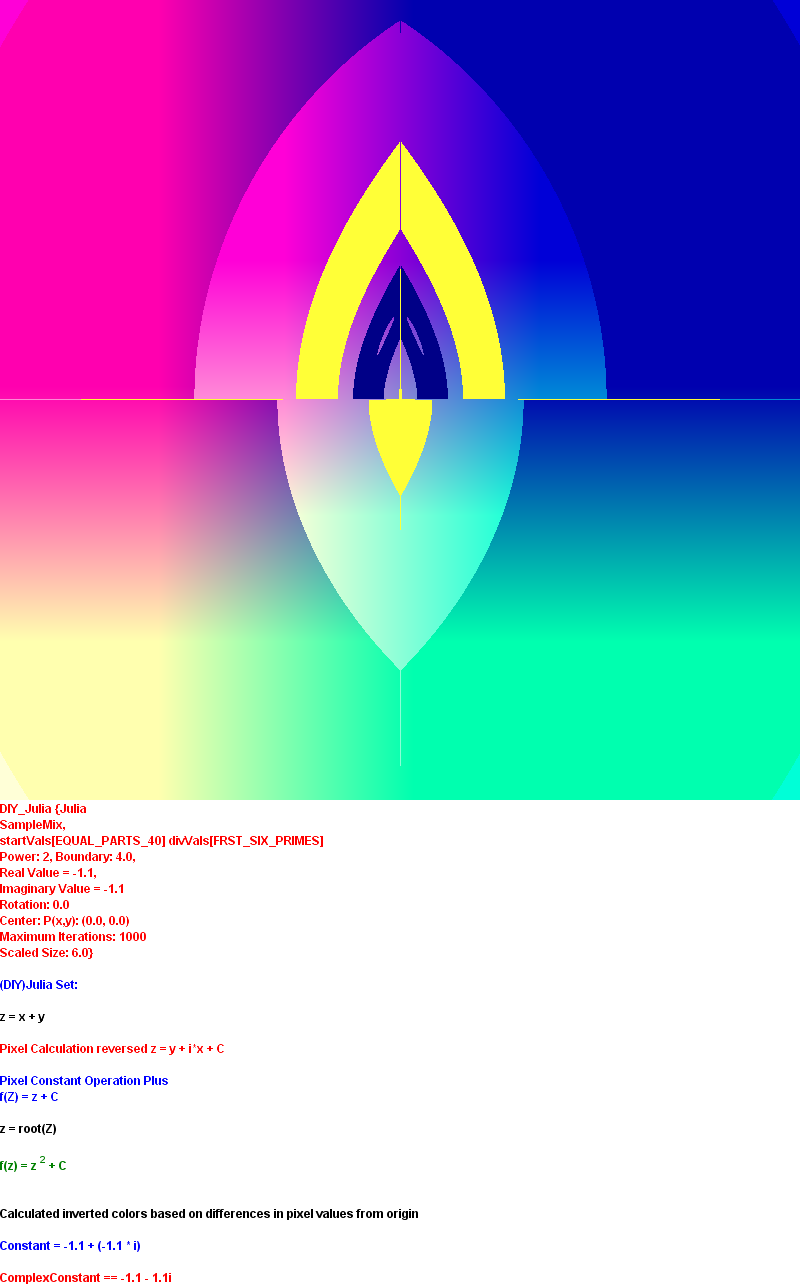 DIY_Julia {Julia
SampleMix,
startVals[EQUAL_PARTS_40] divVals[FRST_SIX_PRIMES]
Power: 2, Boundary: 4.0,
Real Value = -1.1,
Imaginary Value = -1.1
Rotation: 0.0
Center: P(x,y): (0.0, 0.0)
Maximum Iterations: 1000
Scaled Size: 6.0}
(DIY)Julia Set:
z = x + y
Pixel Calculation reversed z = y + i*x + C
Pixel Constant Operation Plus
f(Z) = z + C
z = root(Z)
f(z) = z 2 + C
Calculated inverted colors based on differences in pixel values from origin
Constant = -1.1 + (-1.1 * i)
ComplexConstant == -1.1 - 1.1i